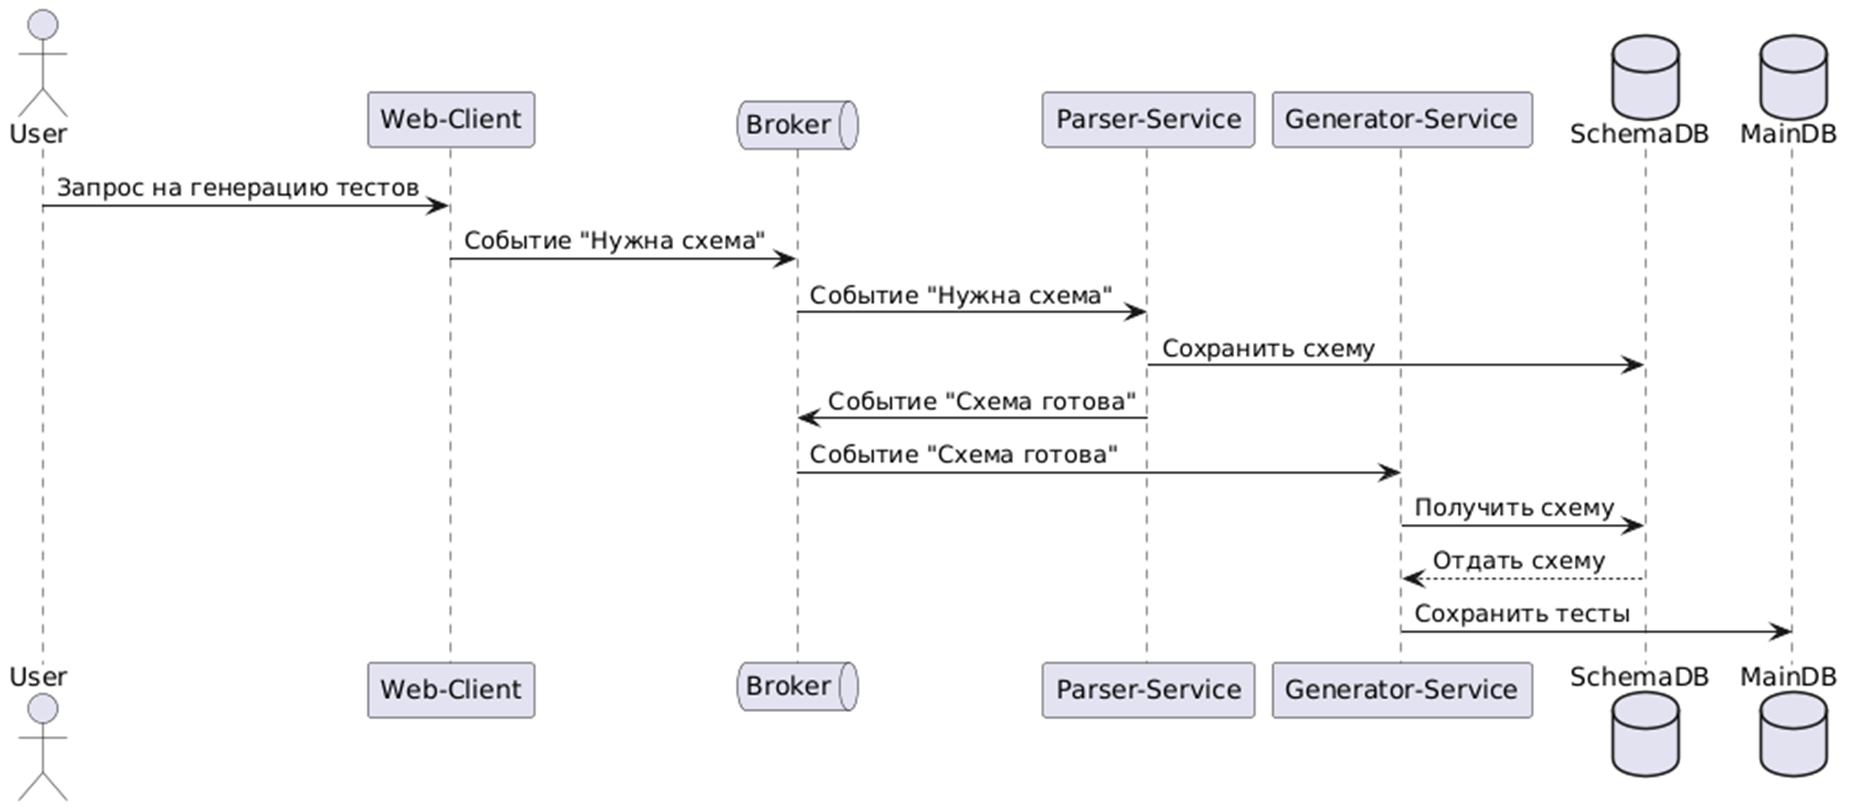 User
Web-Client
Broker
Parser-Service
Generator-Service
SchemaDB
MainDB
Запрос на генерацию тестов
Событие "Нужна схема"
Событие "Нужна схема"
Сохранить схему
Событие "Схема готова"
Событие "Схема готова"
Получить схему
Отдать схему
Сохранить тесты
User
Web-Client
Broker
Parser-Service
Generator-Service
SchemaDB
MainDB